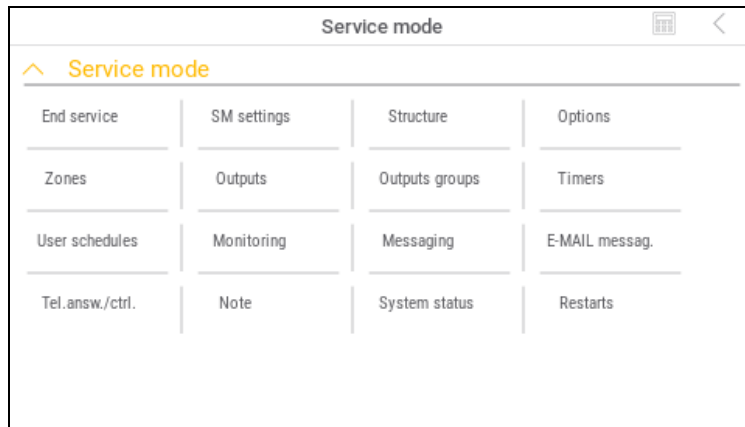 Service mode
Service mode
End service SM settings Structure Options
Zones Outputs Outputs groups Timers
User schedules Monitoring Messaging E-MAIL messag.
Tel.answ./ctrl. Note System status Restarts